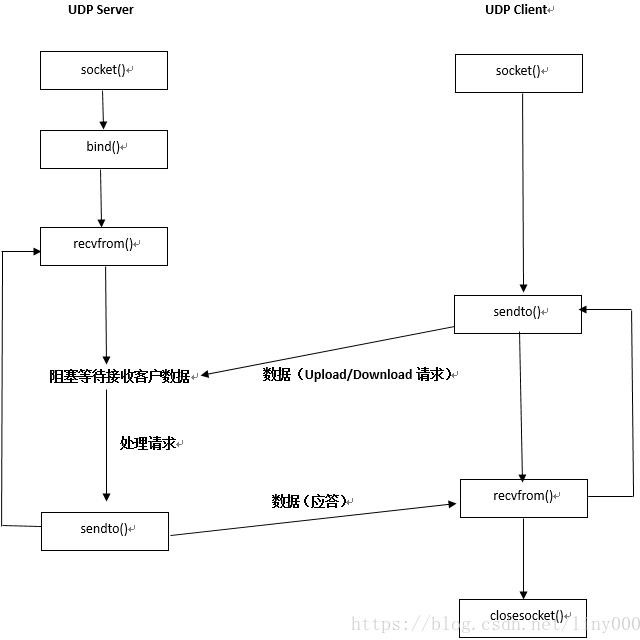 UDP Server
UDP Client
socket()
socket()
bind()
recvfrom()
sendto()
阻塞等待接收客户数据
数据（Upload/Download 请求）
处理请求
数据（应答）
recvfrom()
sendto()
closesocket()
https://blog.csdn.net/liny000